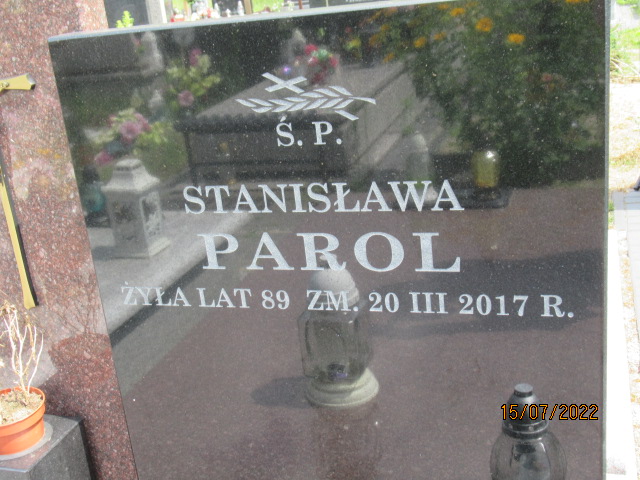 Ś. P.
STANISŁAWA
PAROL
ŻYŁA LAT 89 ZM. 20 III 2017 R.
15/07/2022